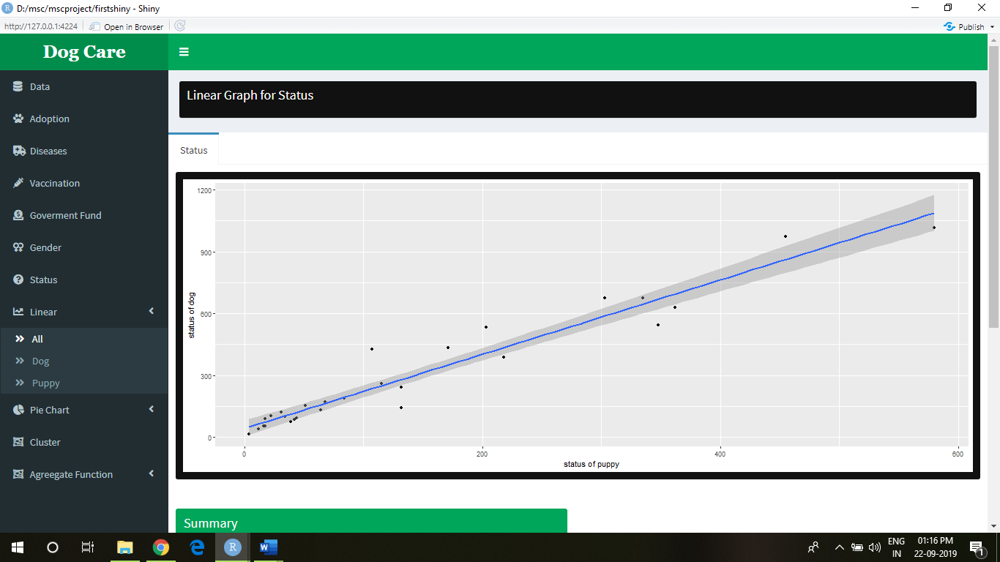 D:/msc/mscproject/firstshiny - Shiny
http://127.0.0.1:4224 Open in Browser Publish
Dog Care
Data
Adoption
Diseases
Vaccination
Goverment Fund
Gender
Status
Linear
All
Dog
Puppy
Pie Chart
Cluster
Agreegate Function
Linear Graph for Status
Status
1200
900
600
300
0
status of dog
0 200 400 600
status of puppy
Summary
ENG
IN
01:16 PM
22-09-2019
1